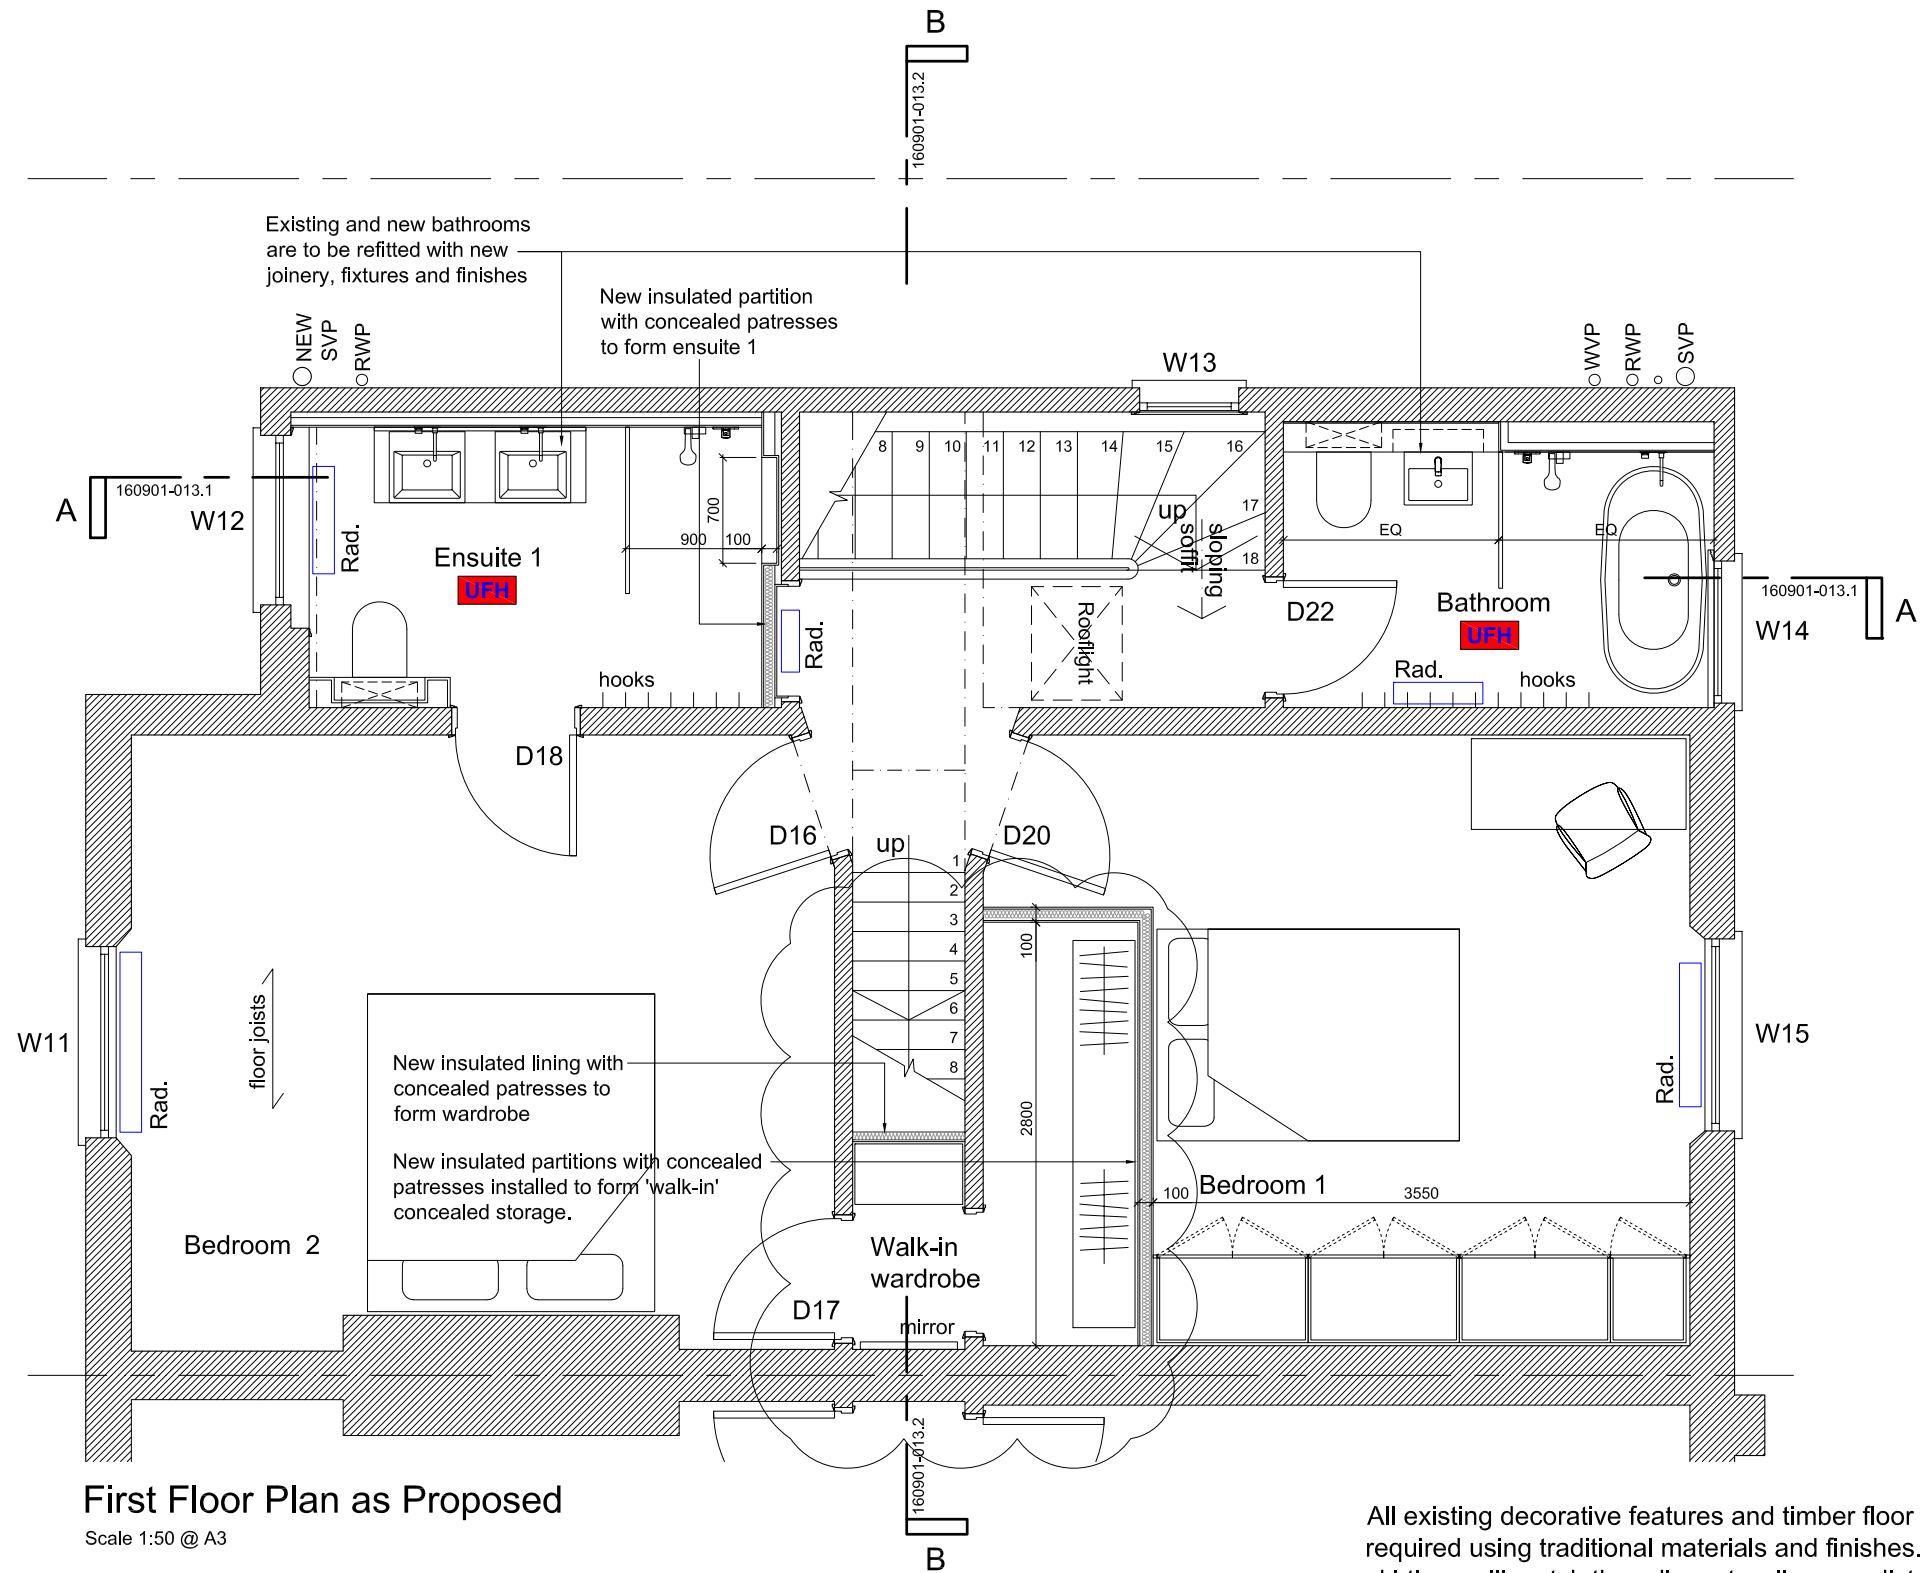 B
160901-013.2
Existing and new bathrooms
are to be refitted with new
joinery, fixtures and finishes
New insulated partition
with concealed patresses
to form ensuite 1
NEW
SVP
RWP
W13
WVP
RWP
SVP
A
160901-013.1
W12
Rad.
Ensuite 1
UFH
700
900
100
hooks
Rad.
8
9
10
11
12
13
14
15
16
17
18
up
sloping
soffit
Rooflight
D22
EQ
EQ
Bathroom
UFH
Rad.
hooks
160901-013.1
A
W14
D18
D16
up
D20
1
2
3
4
5
6
7
8
100
2800
W11
Rad.
floor joists
New insulated lining with
concealed patresses to
form wardrobe
New insulated partitions with concealed
patresses installed to form 'walk-in'
concealed storage.
Bedroom 2
Walk-in
wardrobe
D17
mirror
100
Bedroom 1
3550
Rad.
W15
160901-013.2
B
First Floor Plan as Proposed
Scale 1:50 @ A3
All existing decorative features and timber floor
required using traditional materials and finishes.